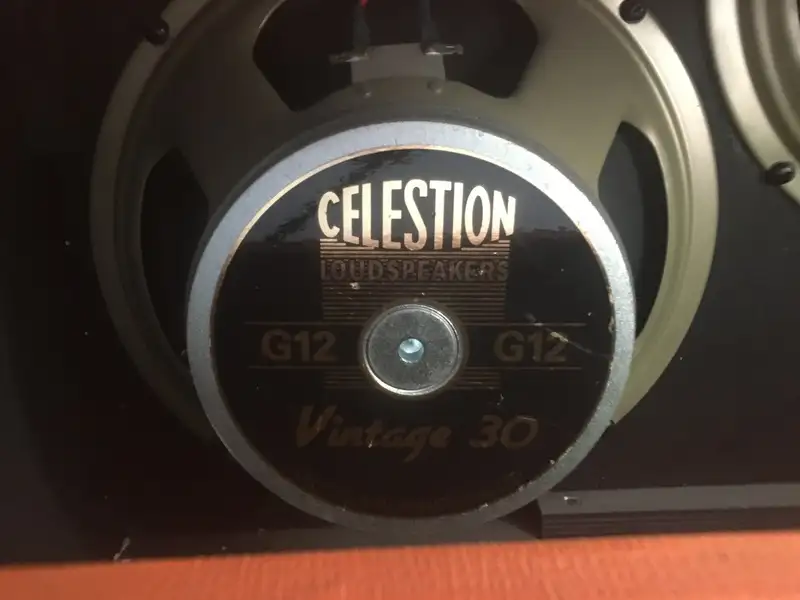 CELESTION
LOUDSPEAKERS
G12 G12
Vintage 30